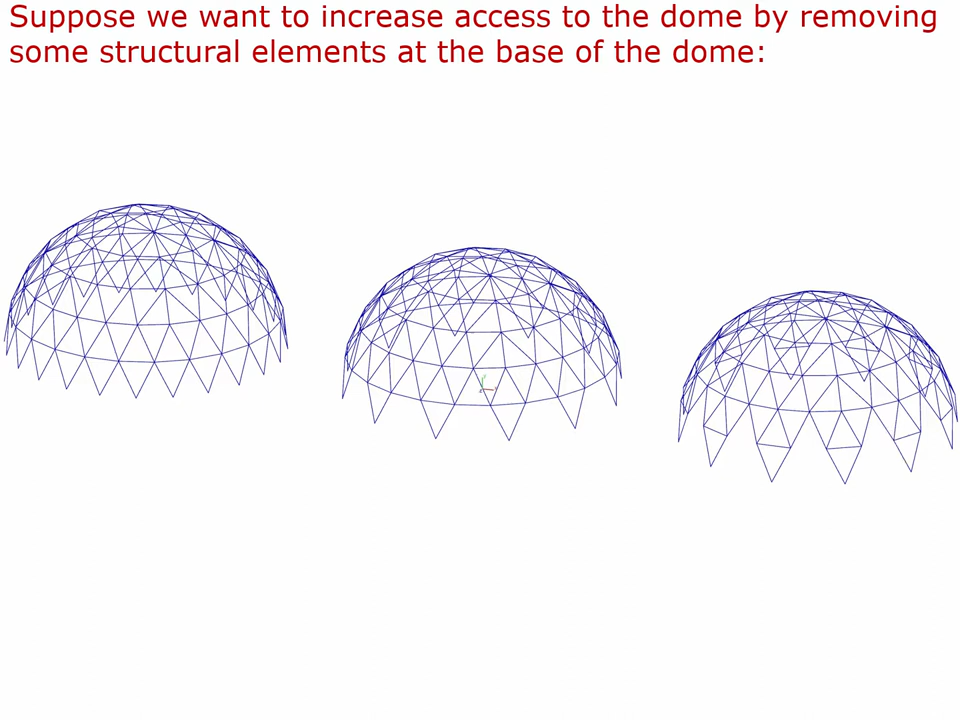 Suppose we want to increase access to the dome by removing
some structural elements at the base of the dome: